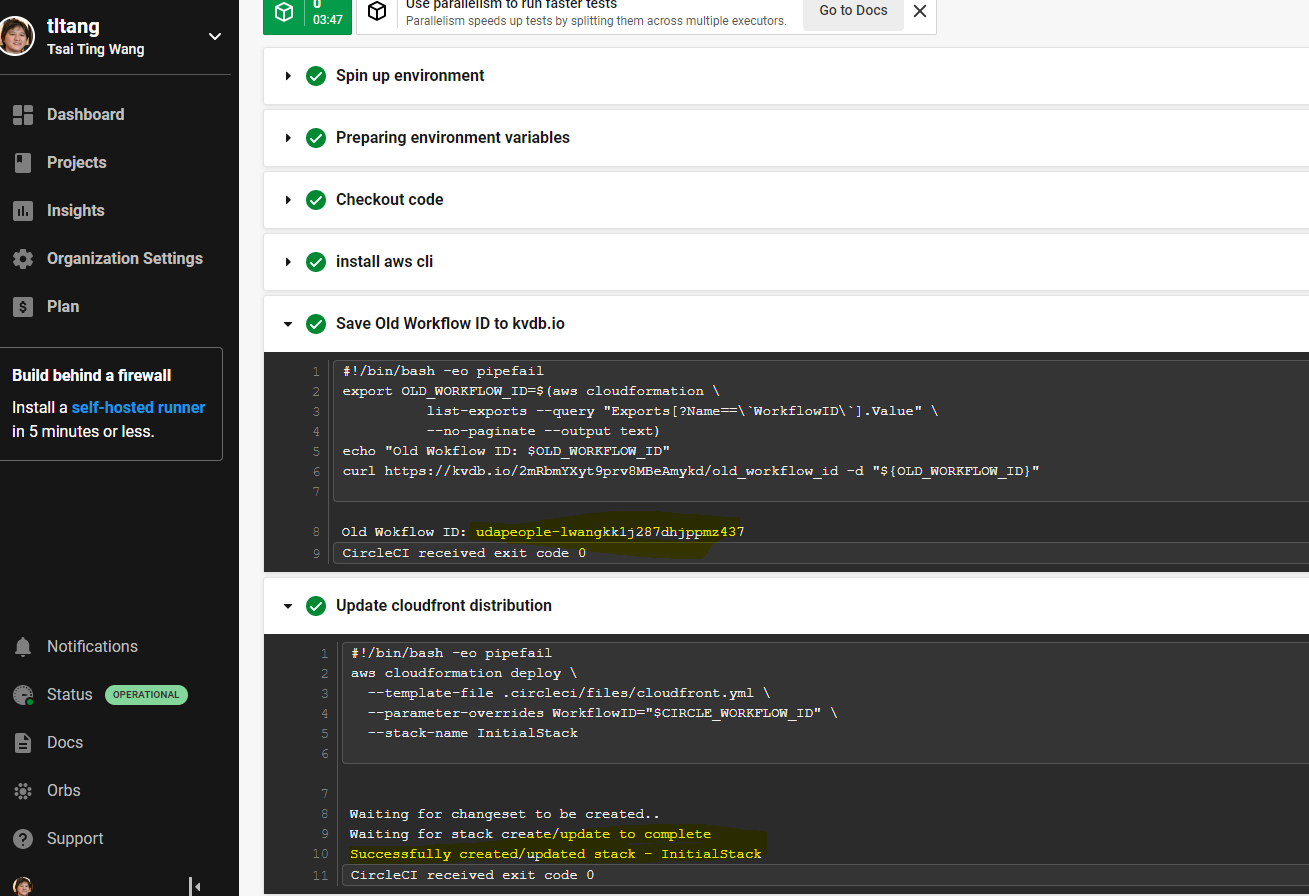 tltang
Tsai Ting Wang
Dashboard
Projects
Insights
Organization Settings
Plan
Build behind a firewall
Install a self-hosted runner
in 5 minutes or less.
Notifications
Status OPERATIONAL
Docs
Orbs
Support
0
03:47
Use parallelism to run faster tests
Parallelism speeds up tests by splitting them across multiple executors.
Go to Docs
Spin up environment
Preparing environment variables
Checkout code
install aws cli
Save Old Workflow ID to kvdb.io
1 #!/bin/bash -eo pipefail
2 export OLD_WORKFLOW_ID=$(aws cloudformation \
3 list-exports --query "Exports[?Name==\`WorkflowID\`].Value" \
4 --no-paginate --output text)
5 echo "Old Wokflow ID: $OLD_WORKFLOW_ID"
6 curl https://kvdb.io/2mRbmYXyt9prv8MBeAmykd/old_workflow_id -d "${OLD_WORKFLOW_ID}"
7
8 Old Wokflow ID: udapeople-lwangkk1j287dhjppmz437
9 CircleCI received exit code 0
Update cloudfront distribution
1 #!/bin/bash -eo pipefail
2 aws cloudformation deploy \
3 --template-file .circleci/files/cloudfront.yml \
4 --parameter-overrides WorkflowID="$CIRCLE_WORKFLOW_ID" \
5 --stack-name InitialStack
6
7
8 Waiting for changeset to be created..
9 Waiting for stack create/update to complete
10 Successfully created/updated stack - InitialStack
11 CircleCI received exit code 0